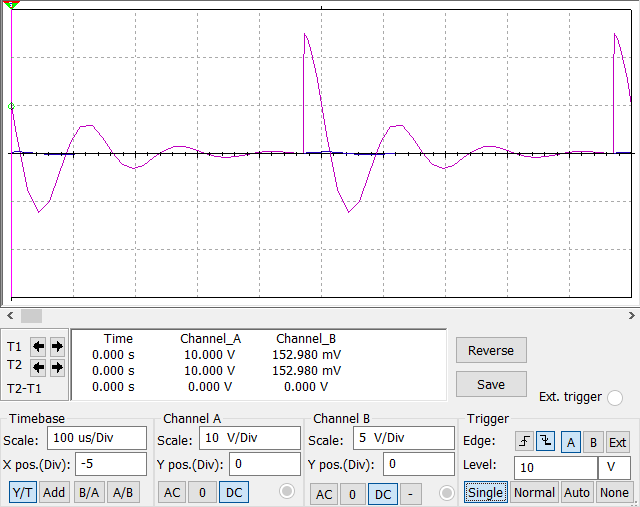 Time Channel_A Channel_B
T1 0.000 s 10.000 V 152.980 mV
T2 0.000 s 10.000 V 152.980 mV
T2-T1 0.000 s 0.000 V 0.000 V
Reverse
Save
Ext. trigger
Timebase Channel A Channel B Trigger
Scale: 100 us/Div Scale: 10 V/Div Scale: 5 V/Div Edge: A B Ext
X pos.(Div): -5 Y pos.(Div): 0 Y pos.(Div): 0 Level: 10 V
Y/T Add B/A A/B AC 0 DC AC 0 DC - Single Normal Auto None